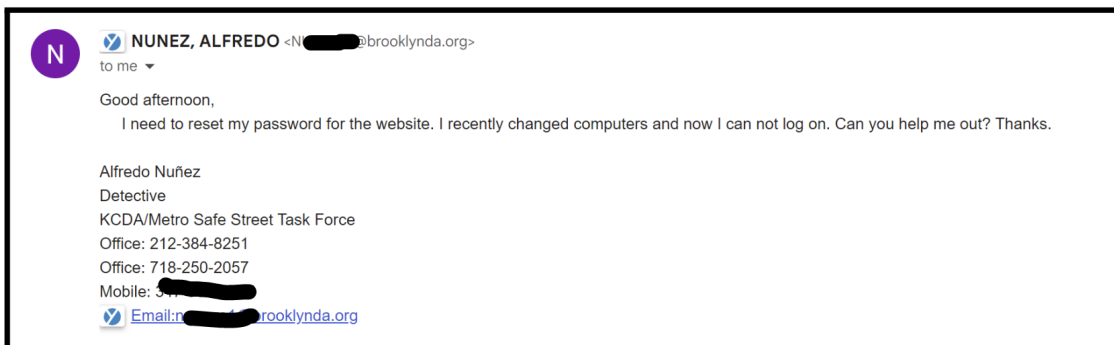 N
NUNEZ, ALFREDO <N @brooklynda.org>
to me
Good afternoon,
I need to reset my password for the website. I recently changed computers and now I can not log on. Can you help me out? Thanks.
Alfredo Nuñez
Detective
KCDA/Metro Safe Street Task Force
Office: 212-384-8251
Office: 718-250-2057
Mobile:
Email:n rooklynda.org